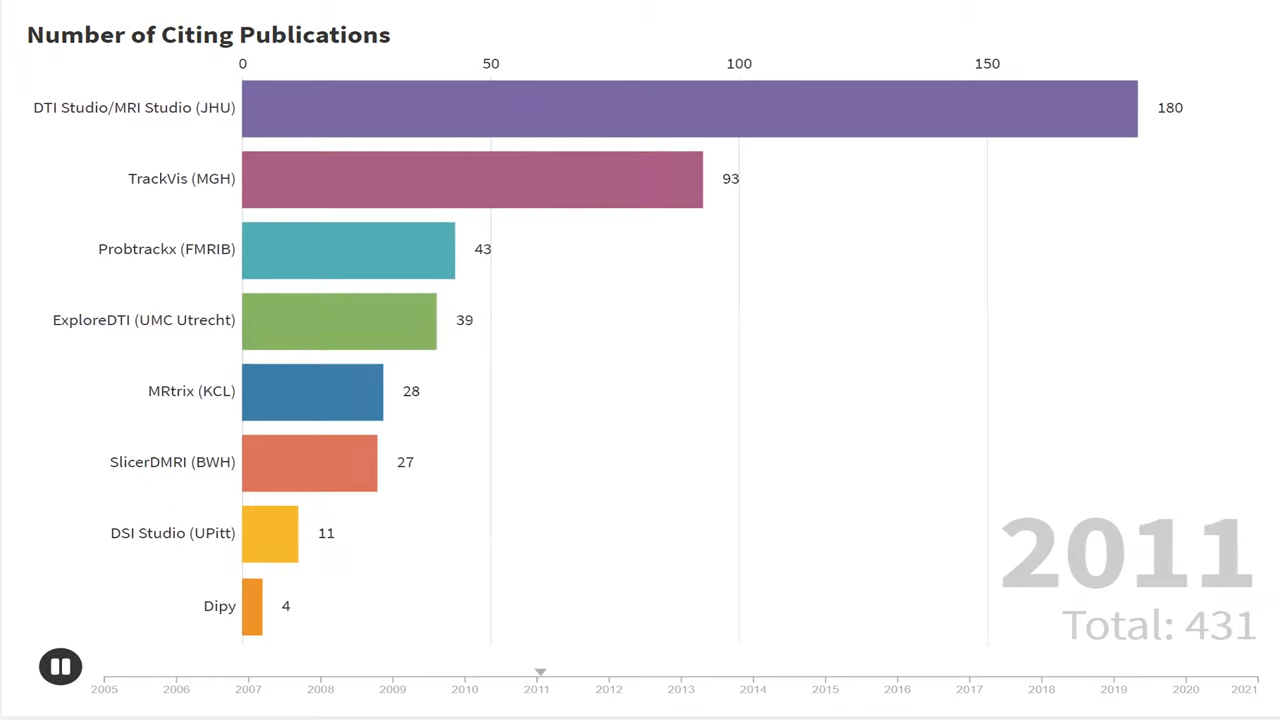 Number of Citing Publications
0 50 100 150
DTI Studio/MRI Studio (JHU) 180
TrackVis (MGH) 93
Probtrackx (FMRIB) 43
ExploreDTI (UMC Utrecht) 39
MRtrix (KCL) 28
SlicerDMRI (BWH) 27
DSI Studio (UPitt) 11
2011
Dipy 4
Total: 431
2005 2006 2007 2008 2009 2010 2011 2012 2013 2014 2015 2016 2017 2018 2019 2020 2021